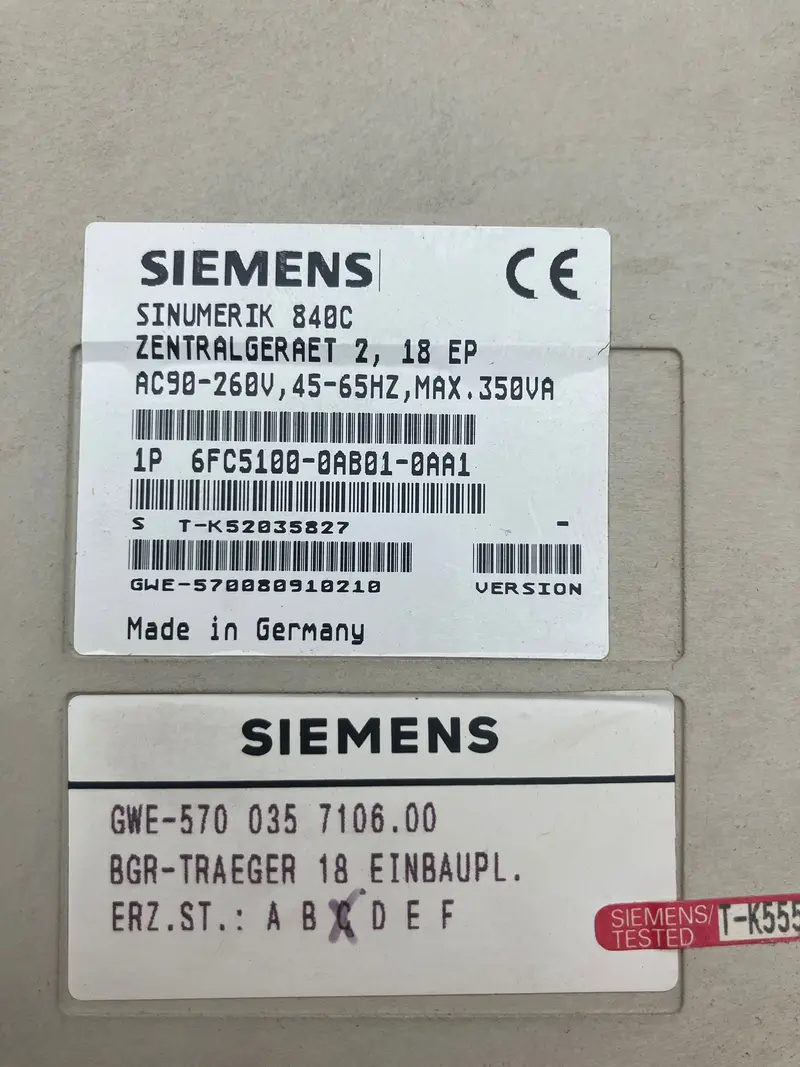 SIEMENS
CE
SINUMERIK 840C
ZENTRALGERAET 2, 18 EP
AC90-260V,45-65HZ,MAX.350VA
1P 6FC5100-0AB01-0AA1
S T-K52035827 -
GWE-570080910210 VERSION
Made in Germany
SIEMENS
GWE-570 035 7106.00
BGR-TRAEGER 18 EINBAUPL.
ERZ.ST.: A B C D E F
SIEMENS/
TESTED
T-K555